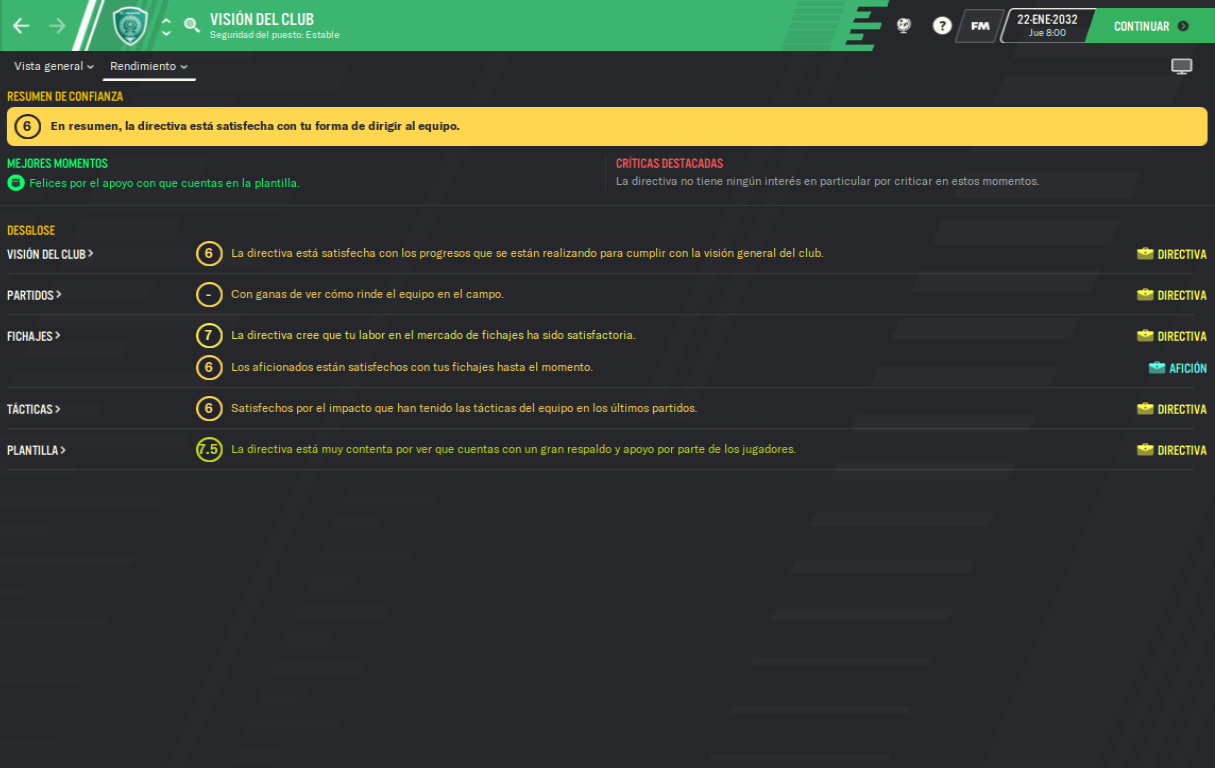 VISIÓN DEL CLUB
Seguridad del puesto: Estable
?
FM
22-ENE-2032
Jue 8:00
CONTINUAR
Vista general
Rendimiento
RESUMEN DE CONFIANZA
6 En resumen, la directiva está satisfecha con tu forma de dirigir al equipo.
MEJORES MOMENTOS
Felices por el apoyo con que cuentas en la plantilla.
CRÍTICAS DESTACADAS
La directiva no tiene ningún interés en particular por criticar en estos momentos.
DESGLOSE
VISIÓN DEL CLUB > 6 La directiva está satisfecha con los progresos que se están realizando para cumplir con la visión general del club. DIRECTIVA
PARTIDOS > - Con ganas de ver cómo rinde el equipo en el campo. DIRECTIVA
FICHAJES > 7 La directiva cree que tu labor en el mercado de fichajes ha sido satisfactoria. DIRECTIVA
6 Los aficionados están satisfechos con tus fichajes hasta el momento. AFICIÓN
TÁCTICAS > 6 Satisfechos por el impacto que han tenido las tácticas del equipo en los últimos partidos. DIRECTIVA
PLANTILLA > 7.5 La directiva está muy contenta por ver que cuentas con un gran respaldo y apoyo por parte de los jugadores. DIRECTIVA